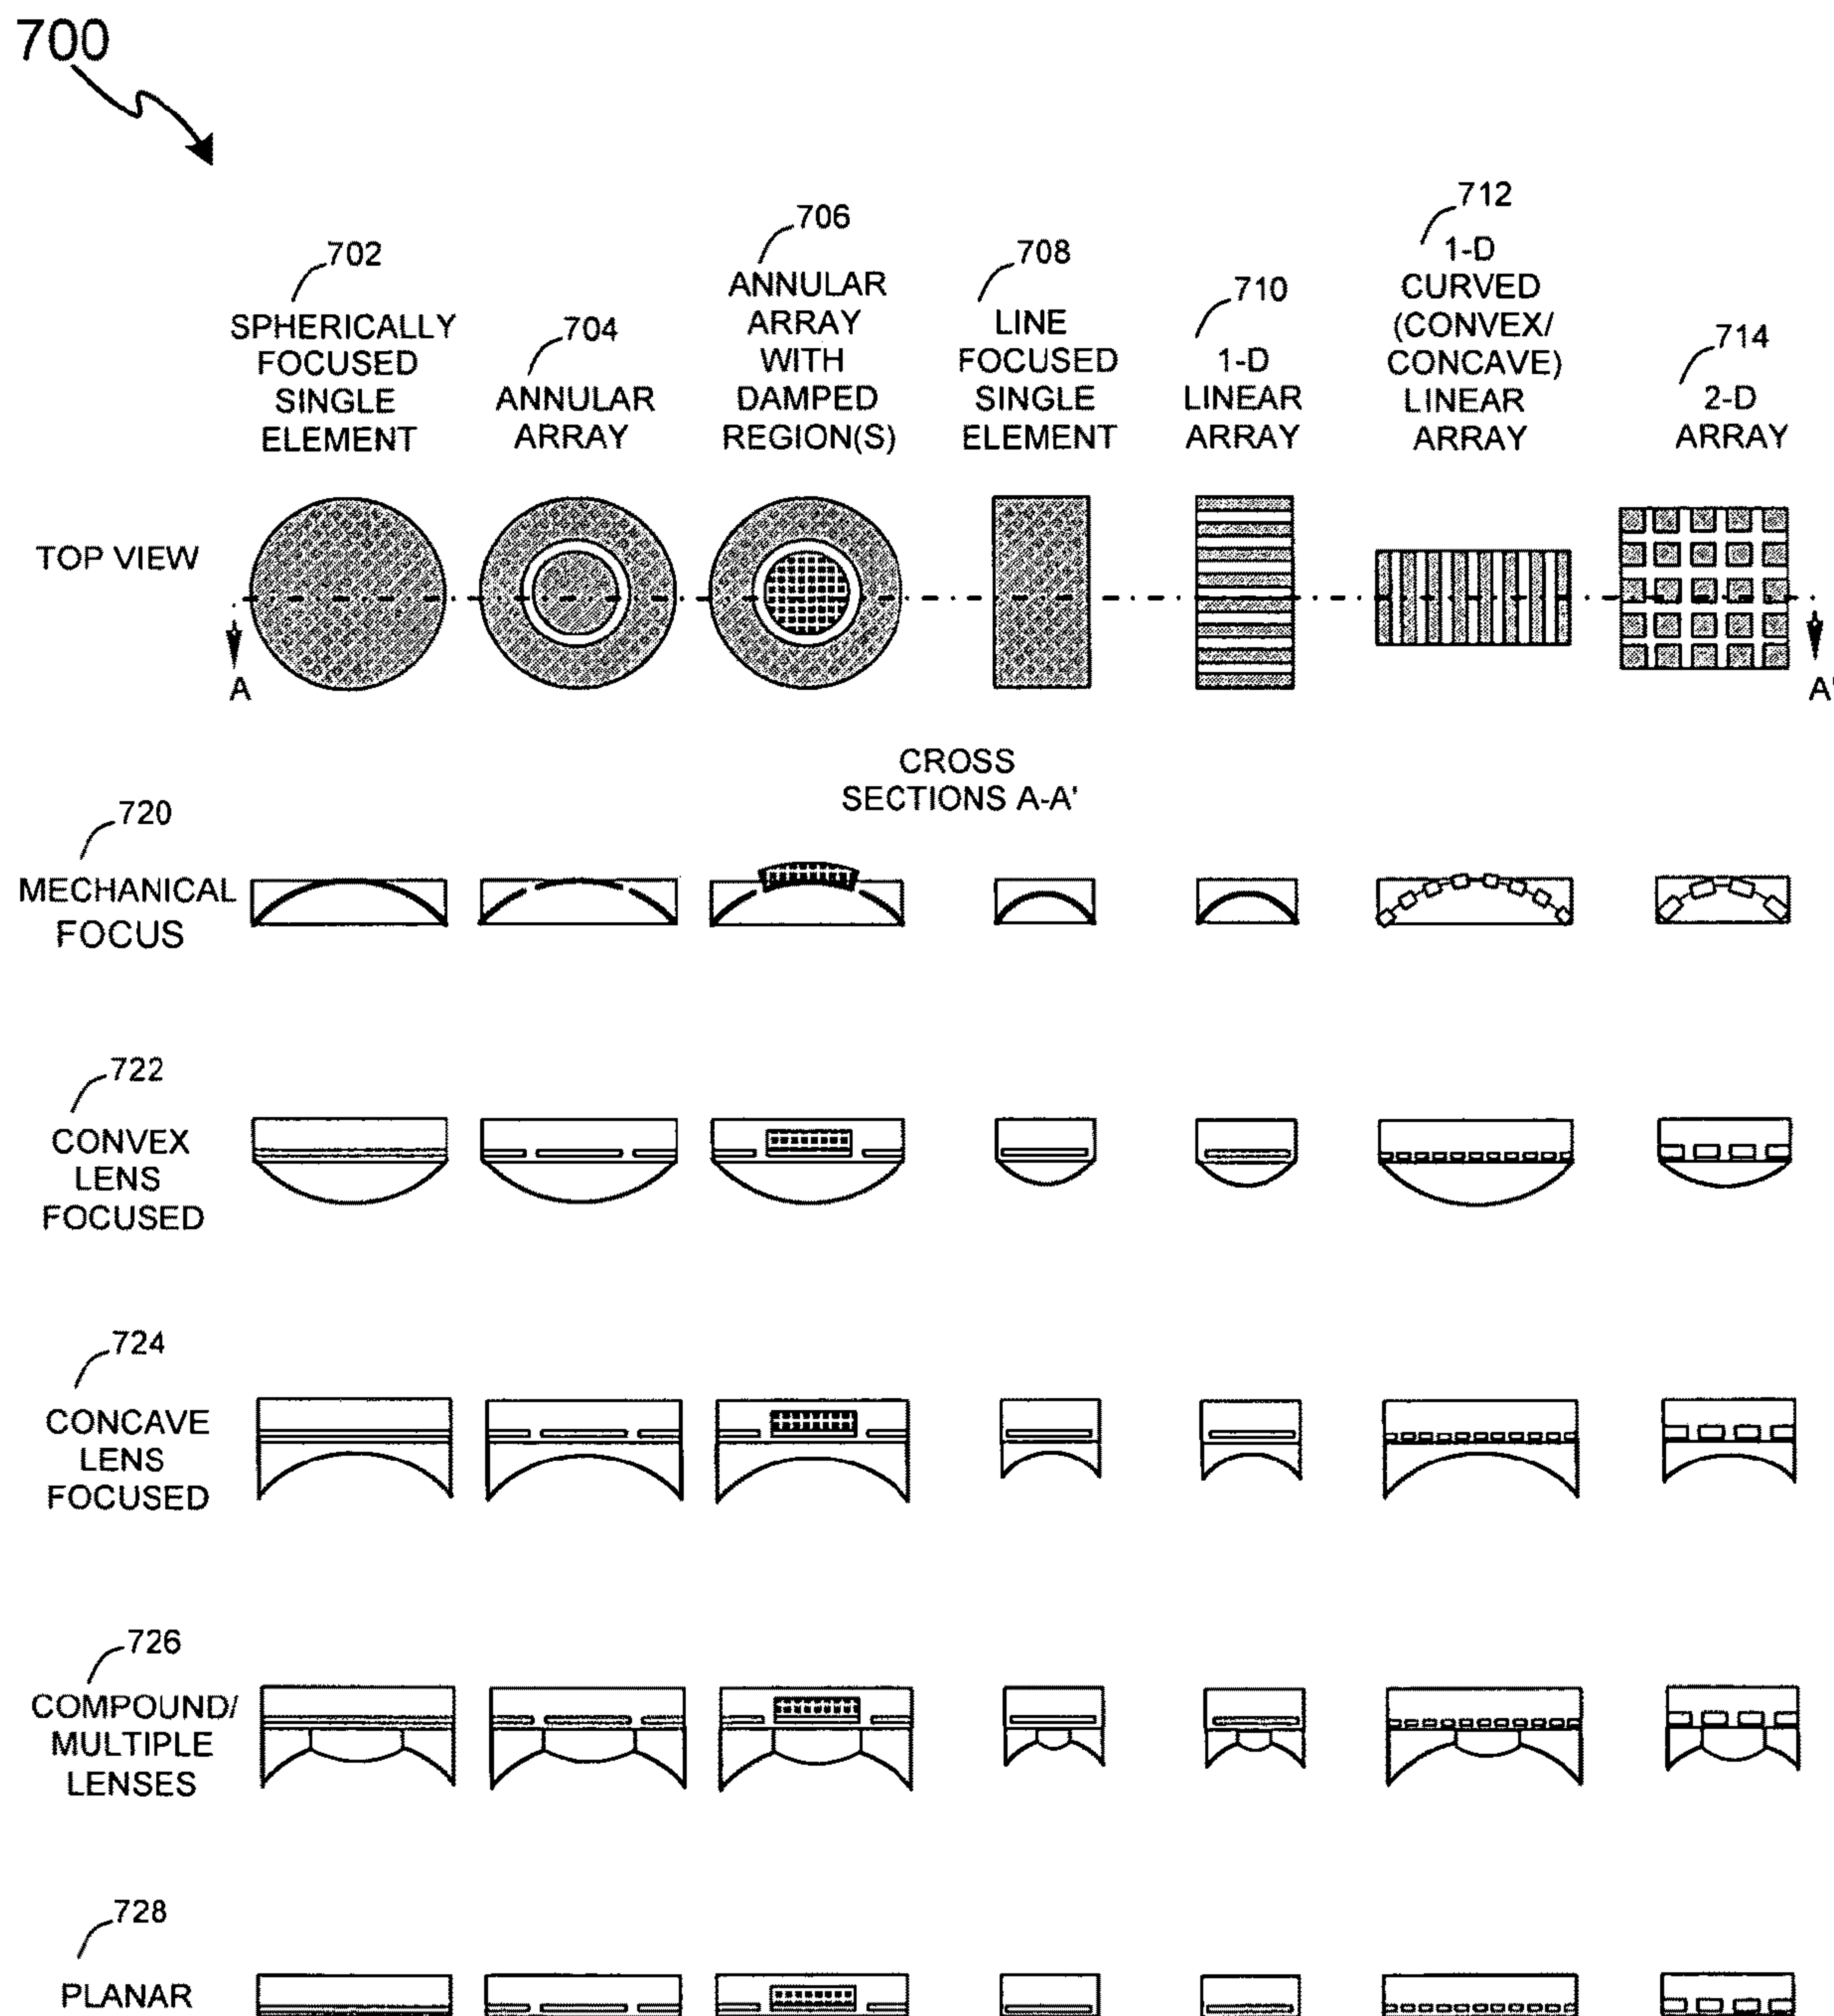 700
702
SPHERICALLY
FOCUSED
SINGLE
ELEMENT
704
ANNULAR
ARRAY
706
ANNULAR
ARRAY
WITH
DAMPED
REGION(S)
708
LINE
FOCUSED
SINGLE
ELEMENT
710
1-D
LINEAR
ARRAY
712
1-D
CURVED
(CONVEX/
CONCAVE)
LINEAR
ARRAY
714
2-D
ARRAY
TOP VIEW
A
A'
CROSS
SECTIONS A-A'
720
MECHANICAL
FOCUS
722
CONVEX
LENS
FOCUSED
724
CONCAVE
LENS
FOCUSED
726
COMPOUND/
MULTIPLE
LENSES
728
PLANAR